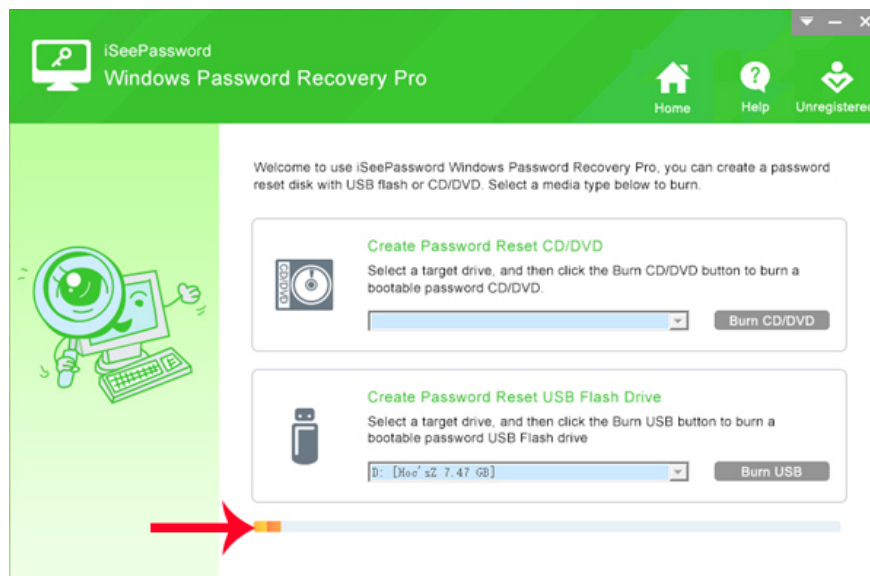 iSeePassword
Windows Password Recovery Pro
Home
Help
Unregistered
Welcome to use iSeePassword Windows Password Recovery Pro, you can create a password
reset disk with USB flash or CD/DVD. Select a media type below to burn.
CD/DVD
Create Password Reset CD/DVD
Select a target drive, and then click the Burn CD/DVD button to burn a
bootable password CD/DVD.
Burn CD/DVD
Create Password Reset USB Flash Drive
Select a target drive, and then click the Burn USB button to burn a
bootable password USB Flash drive
D: [Hoc'sZ 7.47 GB]
Burn USB